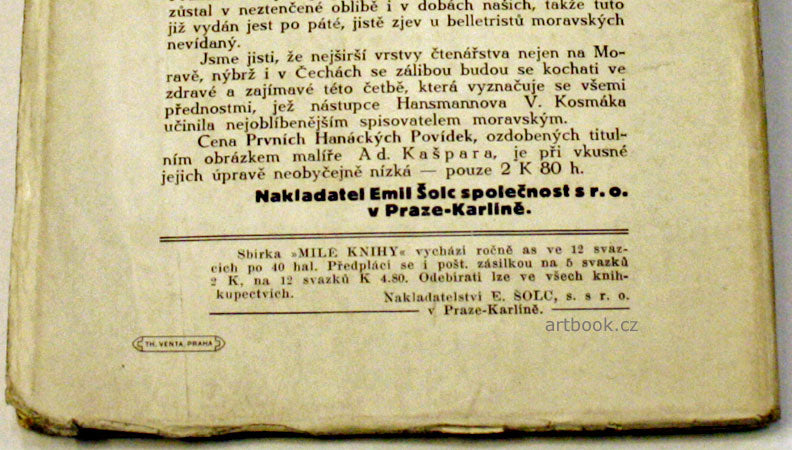 zůstal v neztenčené oblibě i v dobách našich, takže tuto
již vydán jest po páté, jistě zjev u belletristů moravských
nevídaný.
Jsme jisti, že nejširší vrstvy čtenářstva nejen na Mo-
ravě, nýbrž i v Čechách se zálibou budou se kochati ve
zdravé a zajímavé této četbě, která vyznačuje se všemi
přednostmi, jež nástupce Hansmannova V. Kosmáka
učinila nejoblíbenějším spisovatelem moravským.
Cena Prvních Hanáckých Povídek, ozdobených titul-
ním obrázkem malíře Ad. Kašpara, je při vkusné
jejich úpravě neobyčejně nízká — pouze 2 K 80 h.
Nakladatel Emil Šolc společnost s r. o.
v Praze-Karlíně.
Sbírka »MILÉ KNIHY« vychází ročně as ve 12 svaz-
cích po 40 hal. Předplácí se i pošt. zásilkou na 5 svazků
2 K, na 12 svazků K 4.80. Odebírati lze ve všech knih-
kupectvích.
Nakladatelství E. ŠOLC, s. s r. o.
v Praze-Karlíně.
artbook.cz
TH. VENTA, PRAHA